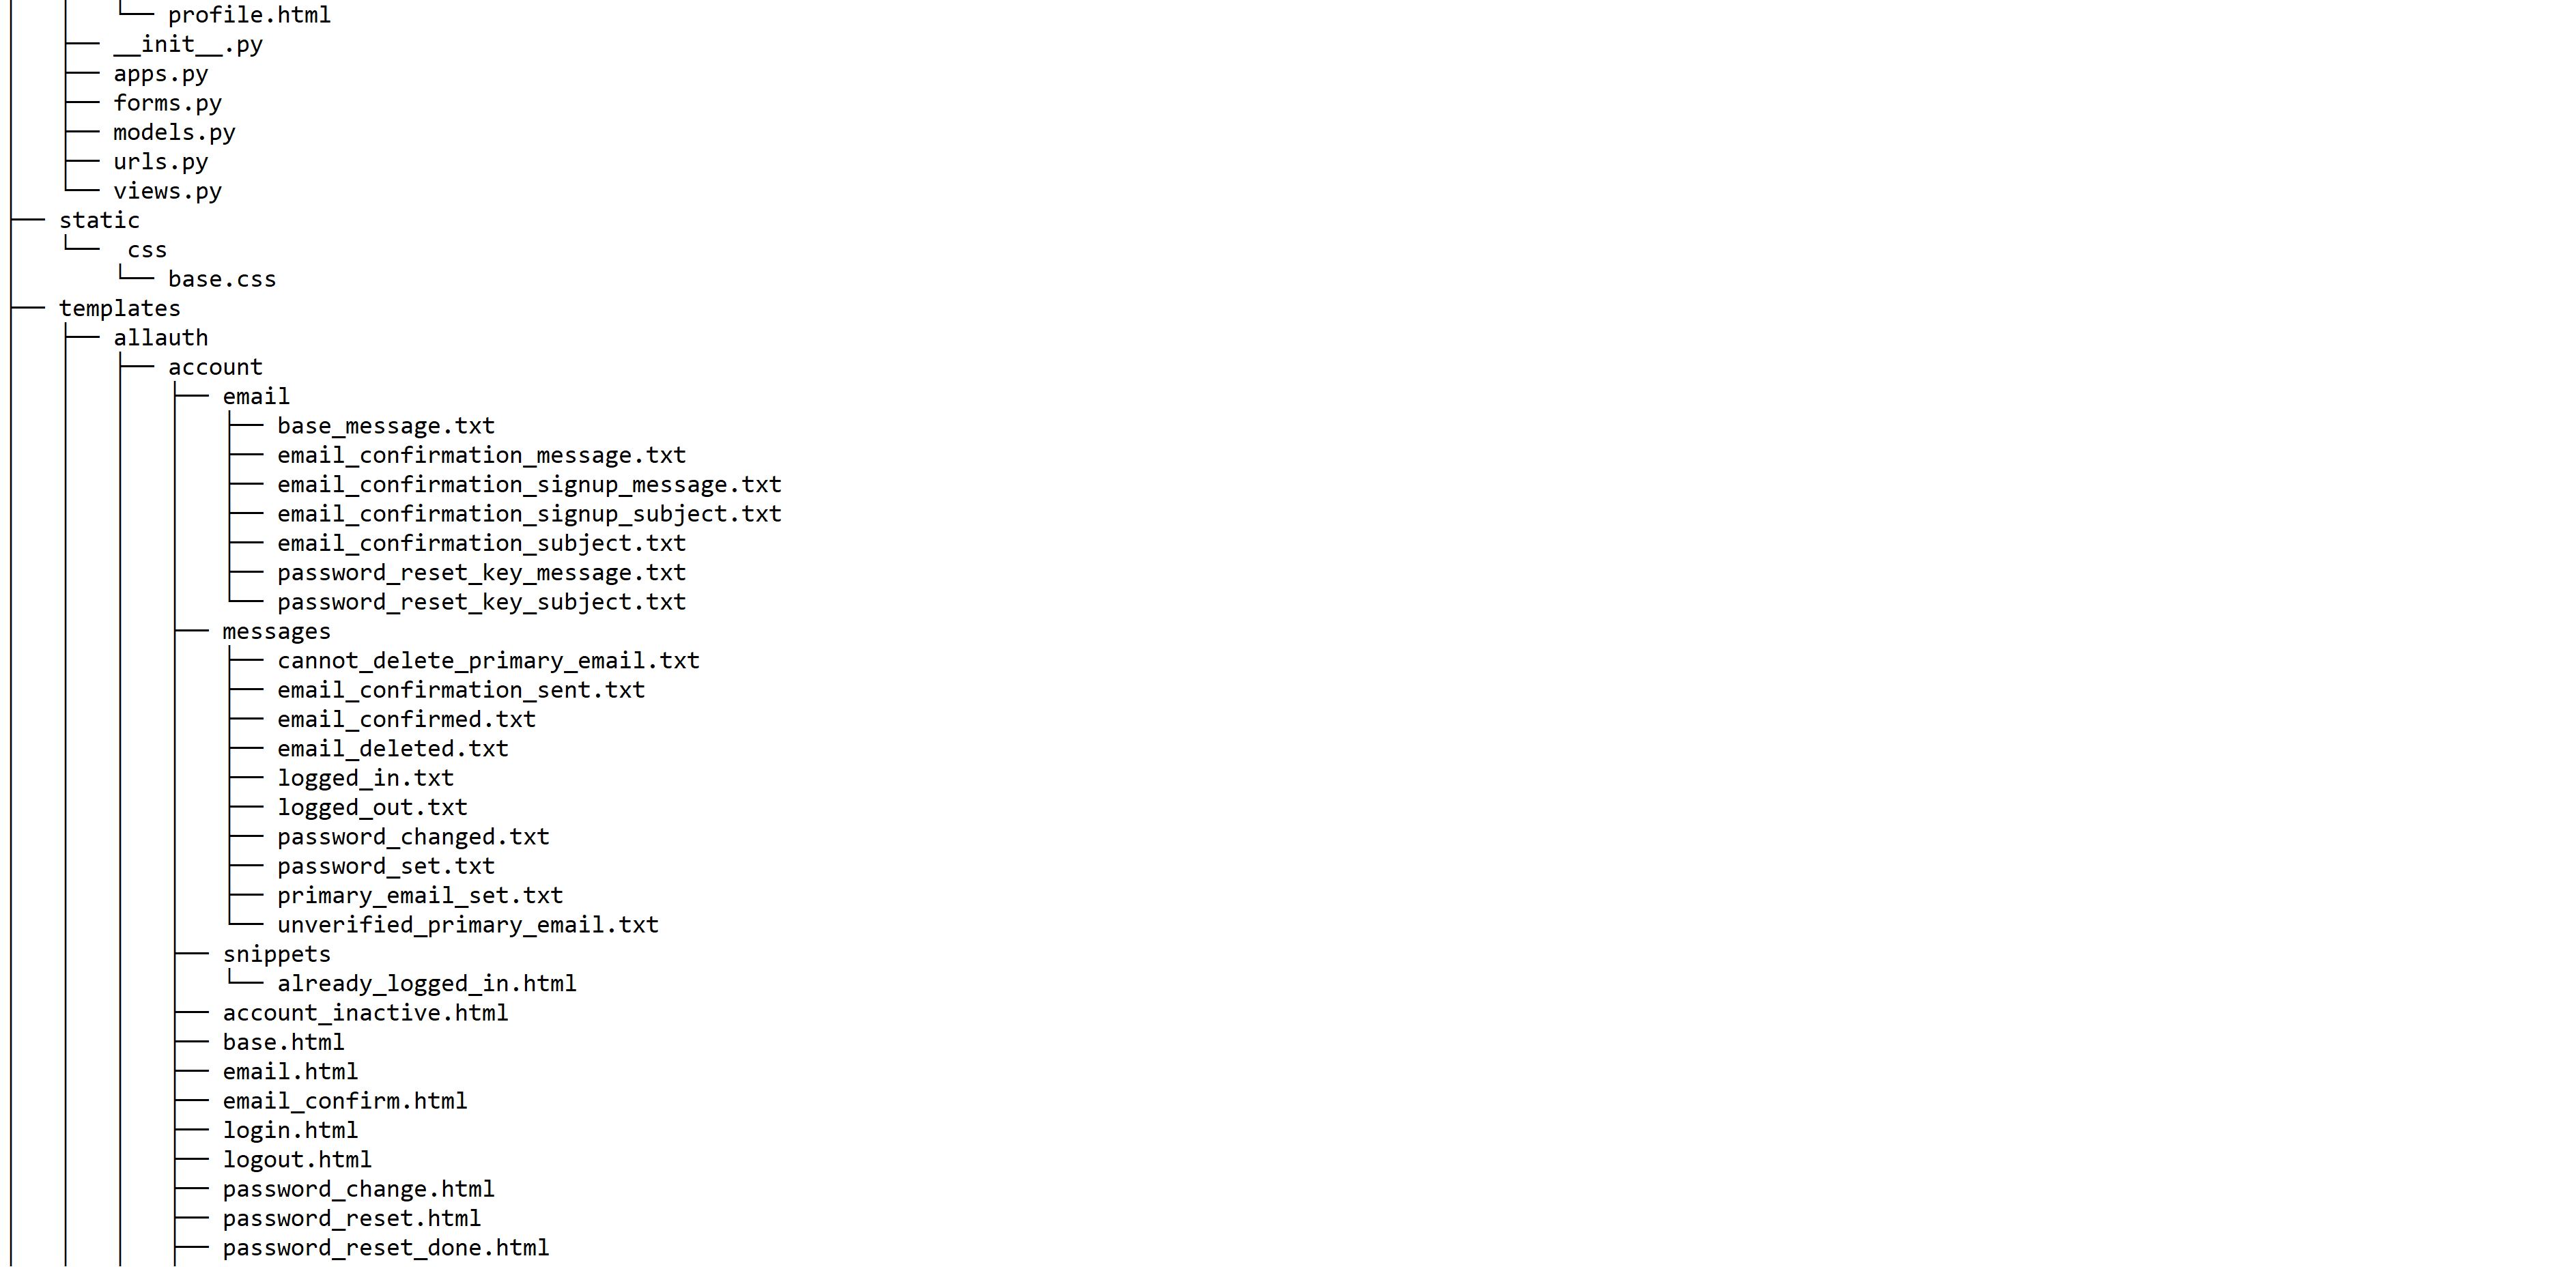 │   │   └── profile.html
│   ├── __init__.py
│   ├── apps.py
│   ├── forms.py
│   ├── models.py
│   ├── urls.py
│   └── views.py
├── static
│   └──  css
│       └── base.css
├── templates
│   ├── allauth
│   │   ├── account
│   │   │   ├── email
│   │   │   │   ├── base_message.txt
│   │   │   │   ├── email_confirmation_message.txt
│   │   │   │   ├── email_confirmation_signup_message.txt
│   │   │   │   ├── email_confirmation_signup_subject.txt
│   │   │   │   ├── email_confirmation_subject.txt
│   │   │   │   ├── password_reset_key_message.txt
│   │   │   │   └── password_reset_key_subject.txt
│   │   │   ├── messages
│   │   │   │   ├── cannot_delete_primary_email.txt
│   │   │   │   ├── email_confirmation_sent.txt
│   │   │   │   ├── email_confirmed.txt
│   │   │   │   ├── email_deleted.txt
│   │   │   │   ├── logged_in.txt
│   │   │   │   ├── logged_out.txt
│   │   │   │   ├── password_changed.txt
│   │   │   │   ├── password_set.txt
│   │   │   │   ├── primary_email_set.txt
│   │   │   │   └── unverified_primary_email.txt
│   │   │   ├── snippets
│   │   │   │   └── already_logged_in.html
│   │   │   ├── account_inactive.html
│   │   │   ├── base.html
│   │   │   ├── email.html
│   │   │   ├── email_confirm.html
│   │   │   ├── login.html
│   │   │   ├── logout.html
│   │   │   ├── password_change.html
│   │   │   ├── password_reset.html
│   │   │   ├── password_reset_done.html